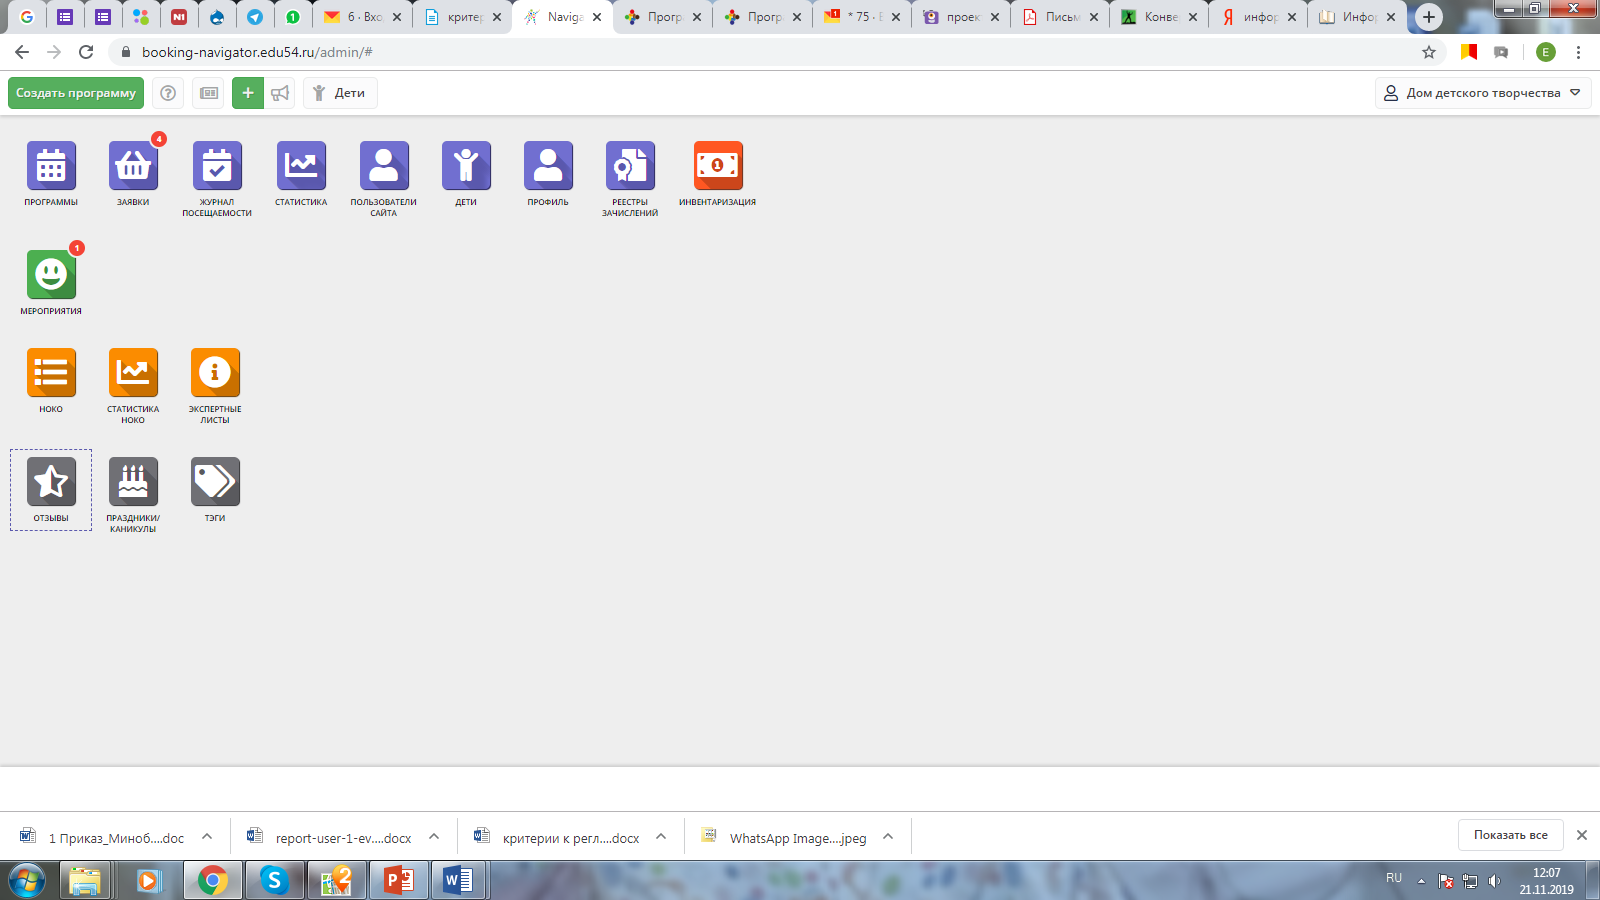 6 · Вхо
критер
Naviga
Прогр
Прогр
* 75 ·
проек
Письм
Конве
инфор
Инфор
booking-navigator.edu54.ru/admin/#
E
Создать программу
+
Дети
Дом детского творчества
4
ПРОГРАММЫ
ЗАЯВКИ
ЖУРНАЛ
ПОСЕЩАЕМОСТИ
СТАТИСТИКА
ПОЛЬЗОВАТЕЛИ
САЙТА
ДЕТИ
ПРОФИЛЬ
РЕЕСТРЫ
ЗАЧИСЛЕНИЙ
ИНВЕНТАРИЗАЦИЯ
1
МЕРОПРИЯТИЯ
НОКО
СТАТИСТИКА
НОКО
ЭКСПЕРТНЫЕ
ЛИСТЫ
ОТЗЫВЫ
ПРАЗДНИКИ/
КАНИКУЛЫ
ТЭГИ
1 Приказ_Миноб....doc
report-user-1-ev....docx
критерии к регл....docx
WhatsApp Image....jpeg
Показать все
RU
12:07
21.11.2019